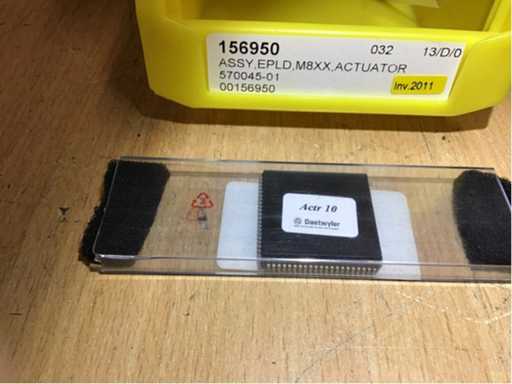 156950 032 13/D/0
ASSY,EPLD,M8XX,ACTUATOR
570045-01
00156950
Inv.2011
Actr 10
Daetwyler